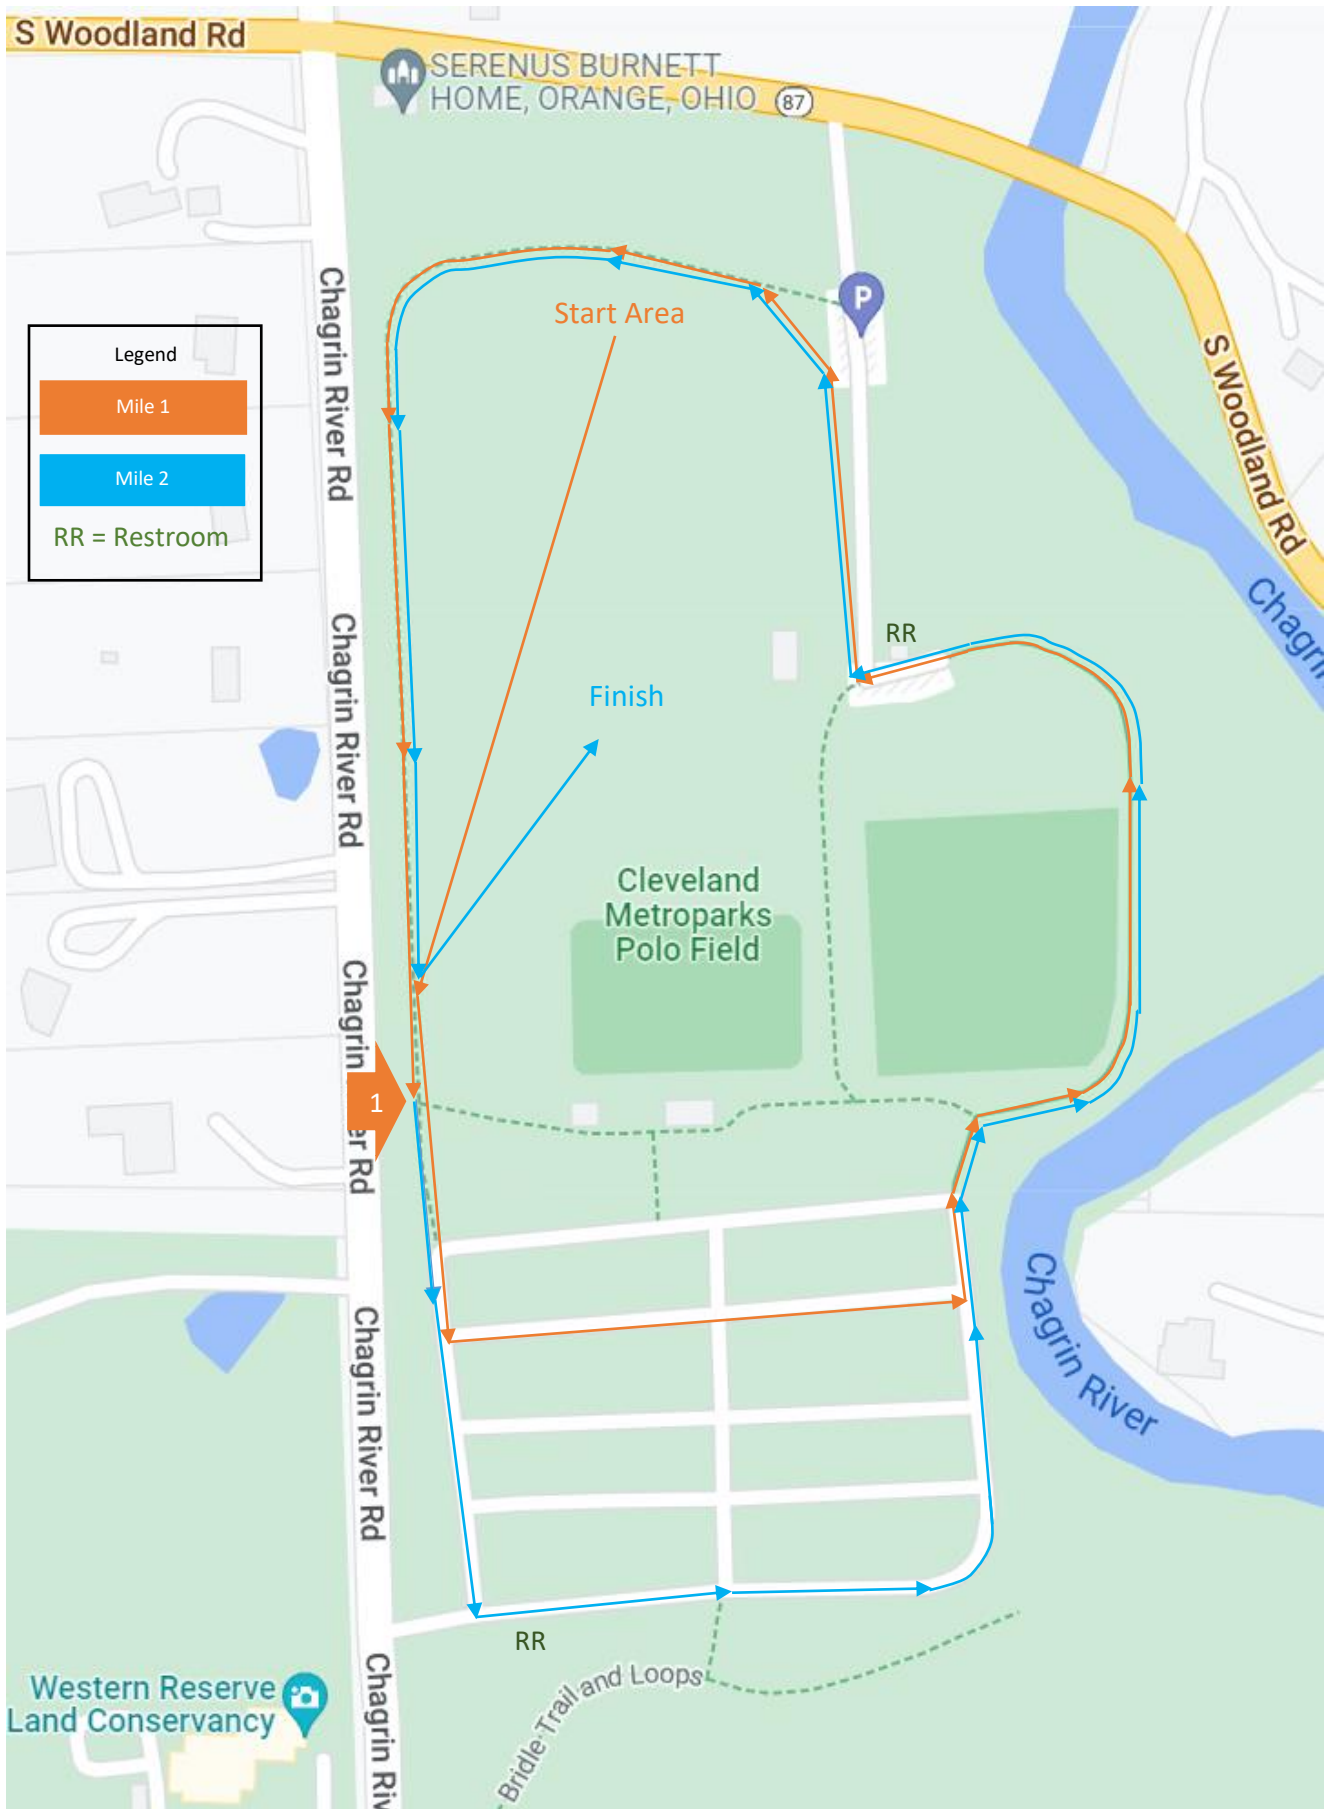 S Woodland Rd
SERENUS BURNETT
HOME, ORANGE, OHIO
87
P
Start Area
Chagrin River Rd
Legend
Mile 1
Mile 2
RR = Restroom
S Woodland Rd
Chagrin
RR
Chagrin River Rd
Finish
Cleveland
Metroparks
Polo Field
Chagrin er Rd
1
Chagrin River
Chagrin River Rd
RR
Bridle Trail and Loops
Western Reserve
Land Conservancy
Chagrin Riv